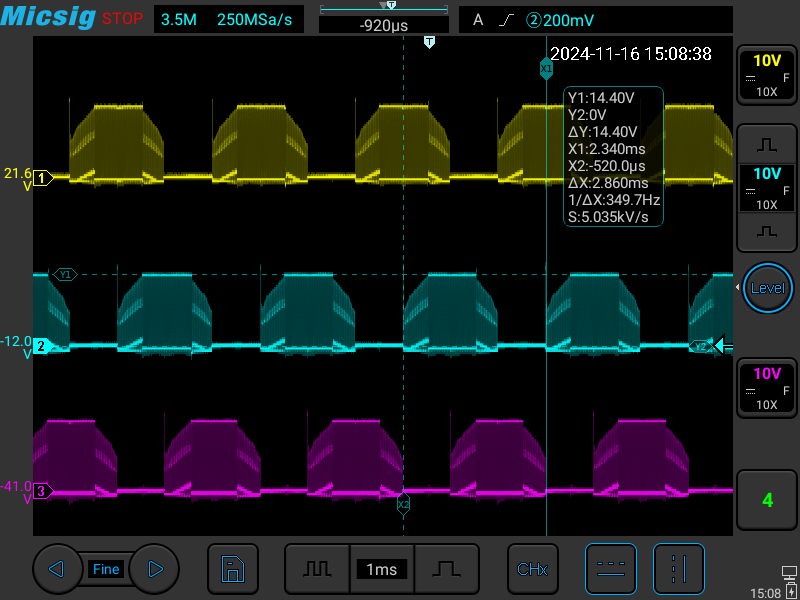 Micsig STOP 3.5M 250MSa/s -920µs T A ②200mV
T
2024-11-16 15:08:38
X1
10V
F
10X
Y1:14.40V
Y2:0V
ΔY:14.40V
X1:2.340ms
X2:-520.0µs
ΔX:2.860ms
1/ΔX:349.7Hz
S:5.035kV/s
21.6
V
1
10V
F
10X
Y1
Level
-12.0
V
2
Y2
10V
F
10X
-41.0
V
3
X2
4
Fine
1ms
CHx
15:08